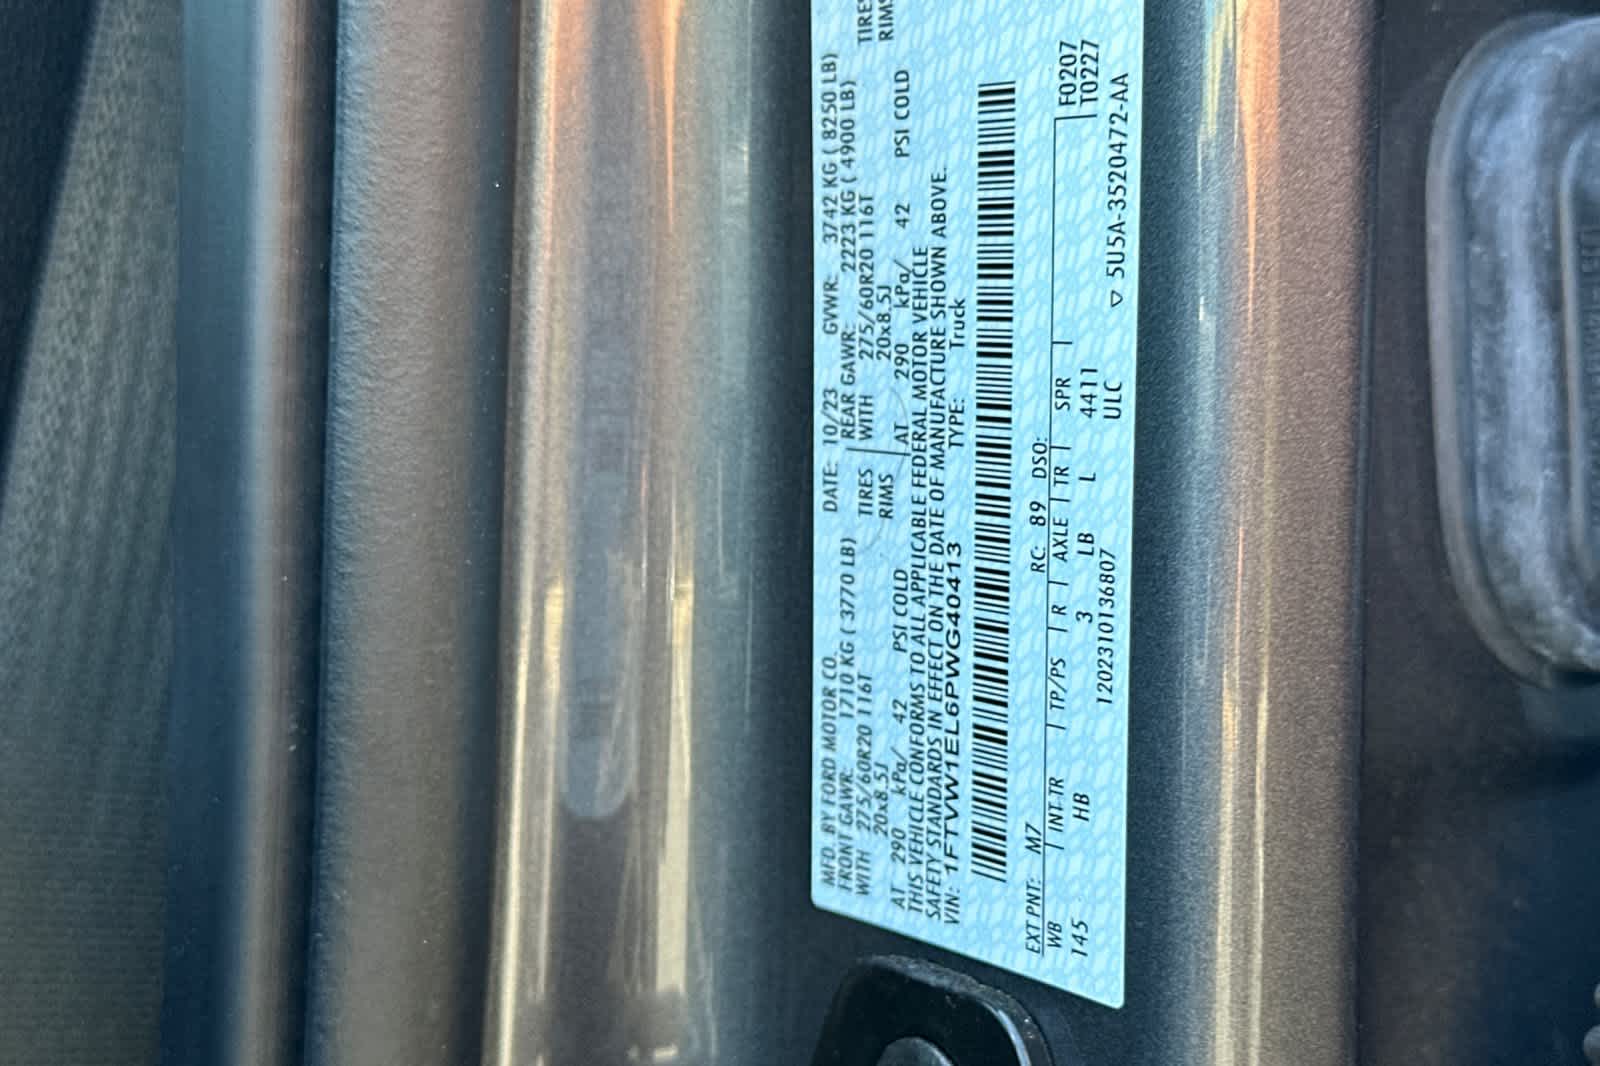 MFD. BY FORD MOTOR CO. DATE: 10/23 GVWR: 3742 KG ( 8250 LB)
FRONT GAWR: 1710 KG ( 3770 LB) REAR GAWR: 2223 KG ( 4900 LB)
WITH 275/60R20 116T TIRES WITH 275/60R20 116T TIRES
20x8.5J RIMS 20x8.5J RIMS
AT 290 kPa/ 42 PSI COLD AT 290 kPa/ 42 PSI COLD
THIS VEHICLE CONFORMS TO ALL APPLICABLE FEDERAL MOTOR VEHICLE
SAFETY STANDARDS IN EFFECT ON THE DATE OF MANUFACTURE SHOWN ABOVE.
VIN: 1FTVW1EL6PWG40413 TYPE: Truck
EXT PNT: M7 RC: 89 DSO: F0207
WB INT TR TP/PS R AXLE TR SPR T0227
145 HB 3 LB L 4411
1202310136807 ULC ▽ 5U5A-3520472-AA